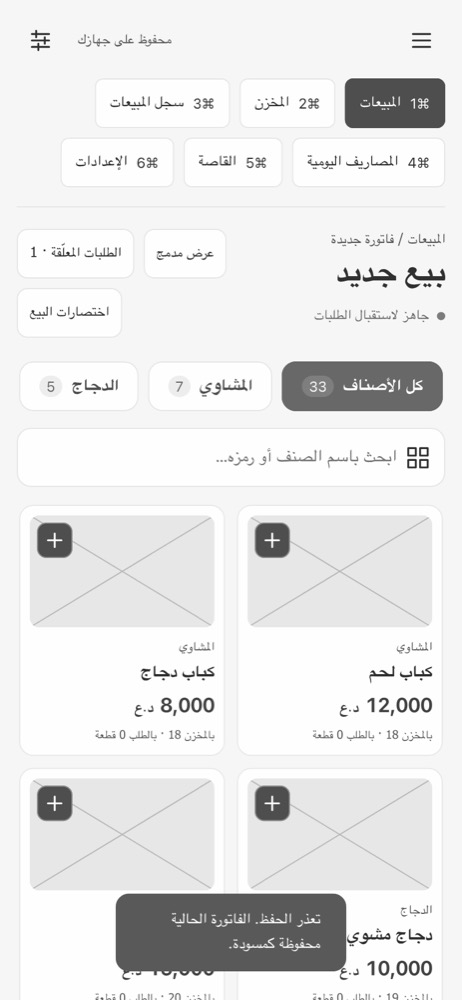 محفوظ على جهازك
⌘1 المبيعات
⌘2 المخزن
⌘3 سجل المبيعات
⌘4 المصاريف اليومية
⌘5 القاصة
⌘6 الإعدادات
المبيعات / فاتورة جديدة
بيع جديد
جاهز لاستقبال الطلبات
عرض مدمج
الطلبات المعلّقة · 1
اختصارات البيع
كل الأصناف 33
المشاوي 7
الدجاج 5
ابحث باسم الصنف أو رمزه...
المشاوي
كباب لحم
12,000 د.ع
بالمخزن 18 · بالطلب 0 قطعة
المشاوي
كباب دجاج
8,000 د.ع
بالمخزن 18 · بالطلب 0 قطعة
الدجاج
دجاج مشوي
10,000 د.ع
بالمخزن 19 · بالطلب 0 قطعة
د.ع
بالمخزن 20 · بالطلب 0 قطعة
تعذر الحفظ. الفاتورة الحالية
محفوظة كمسودة.